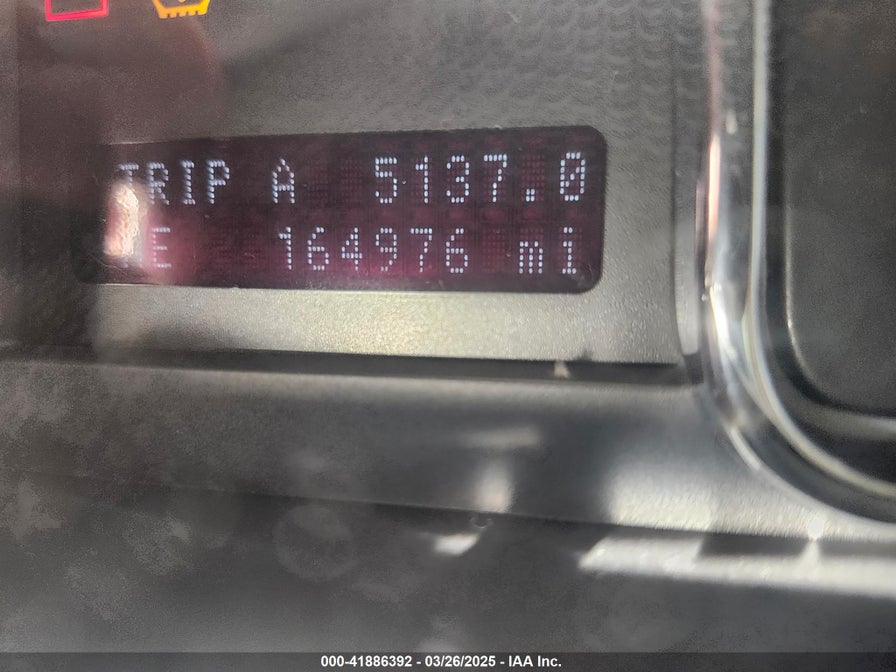 TRIP A 5137.0
E 164976 mi
000-41886392 - 03/26/2025 - IAA Inc.